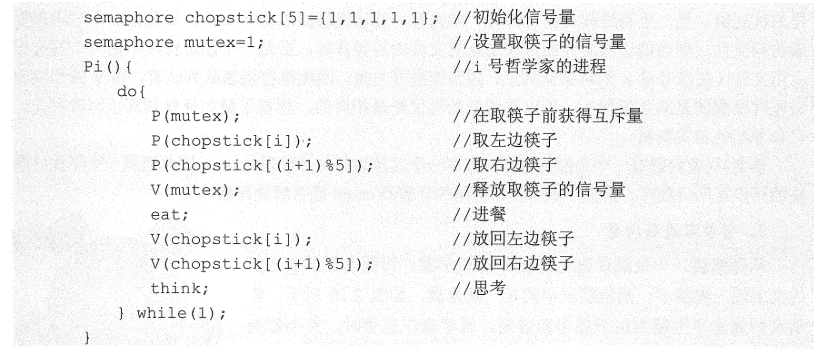 semaphore chopstick[5]={1,1,1,1,1}; //初始化信号量
semaphore mutex=1; //设置取筷子的信号量
Pi(){ //i 号哲学家的进程
do{
P(mutex); //在取筷子前获得互斥量
P(chopstick[i]); //取左边筷子
P(chopstick[(i+1)%5]); //取右边筷子
V(mutex); //释放取筷子的信号量
eat; //进餐
V(chopstick[i]); //放回左边筷子
V(chopstick[(i+1)%5]); //放回右边筷子
think; //思考
} while(1);
}